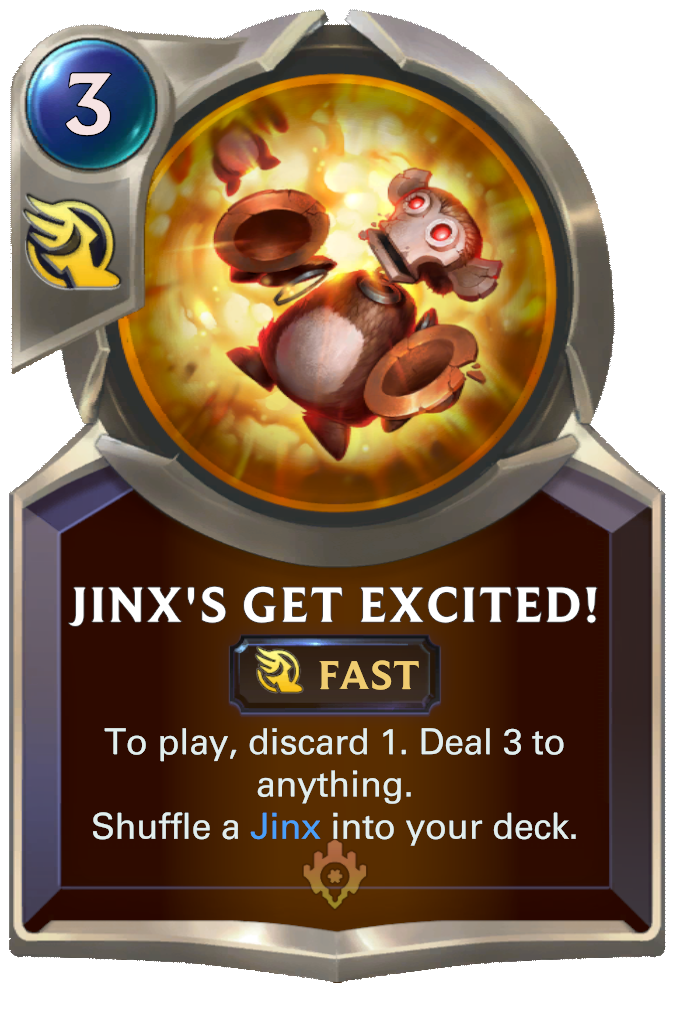 3
JINX'S GET EXCITED!
FAST
To play, discard 1. Deal 3 to
anything.
Shuffle a Jinx into your deck.